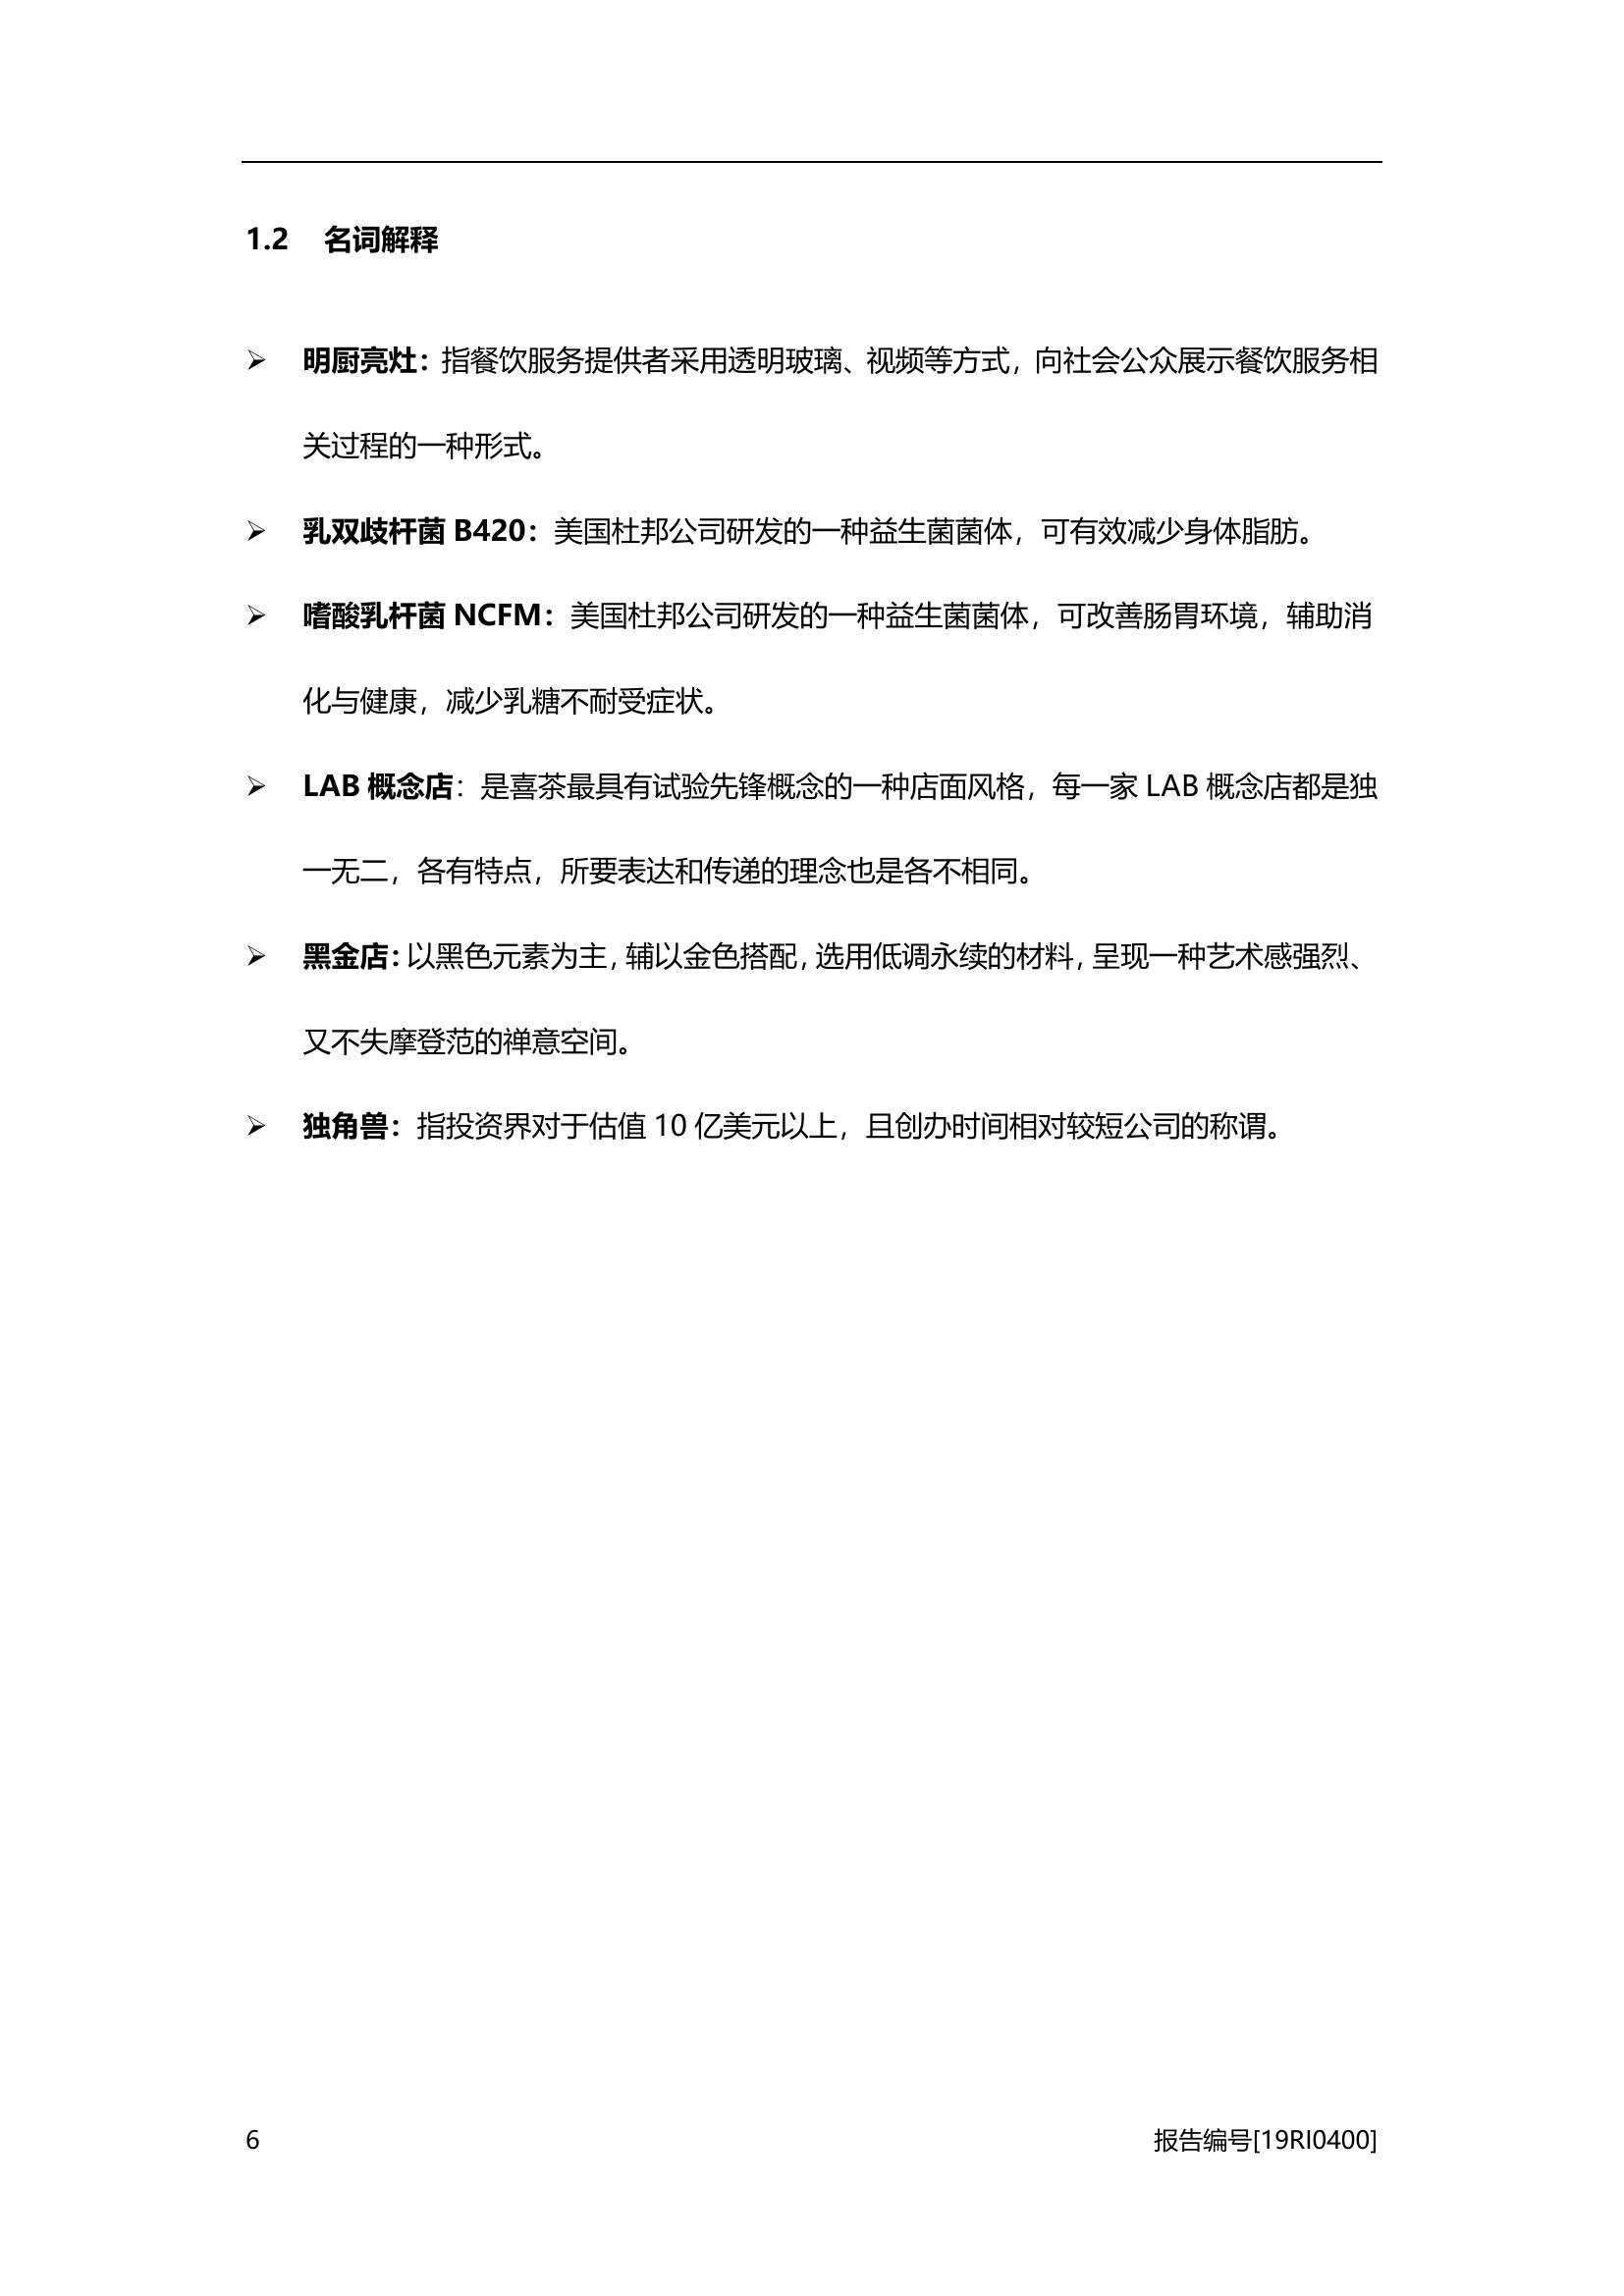 1.2 名词解释
➢ 明厨亮灶：指餐饮服务提供者采用透明玻璃、视频等方式，向社会公众展示餐饮服务相
关过程的一种形式。
➢ 乳双歧杆菌 B420：美国杜邦公司研发的一种益生菌菌体，可有效减少身体脂肪。
➢ 嗜酸乳杆菌 NCFM：美国杜邦公司研发的一种益生菌菌体，可改善肠胃环境，辅助消
化与健康，减少乳糖不耐受症状。
➢ LAB 概念店：是喜茶最具有试验先锋概念的一种店面风格，每一家 LAB 概念店都是独
一无二，各有特点，所要表达和传递的理念也是各不相同。
➢ 黑金店：以黑色元素为主，辅以金色搭配，选用低调永续的材料，呈现一种艺术感强烈、
又不失摩登范的禅意空间。
➢ 独角兽：指投资界对于估值 10 亿美元以上，且创办时间相对较短公司的称谓。
6 报告编号[19RI0400]